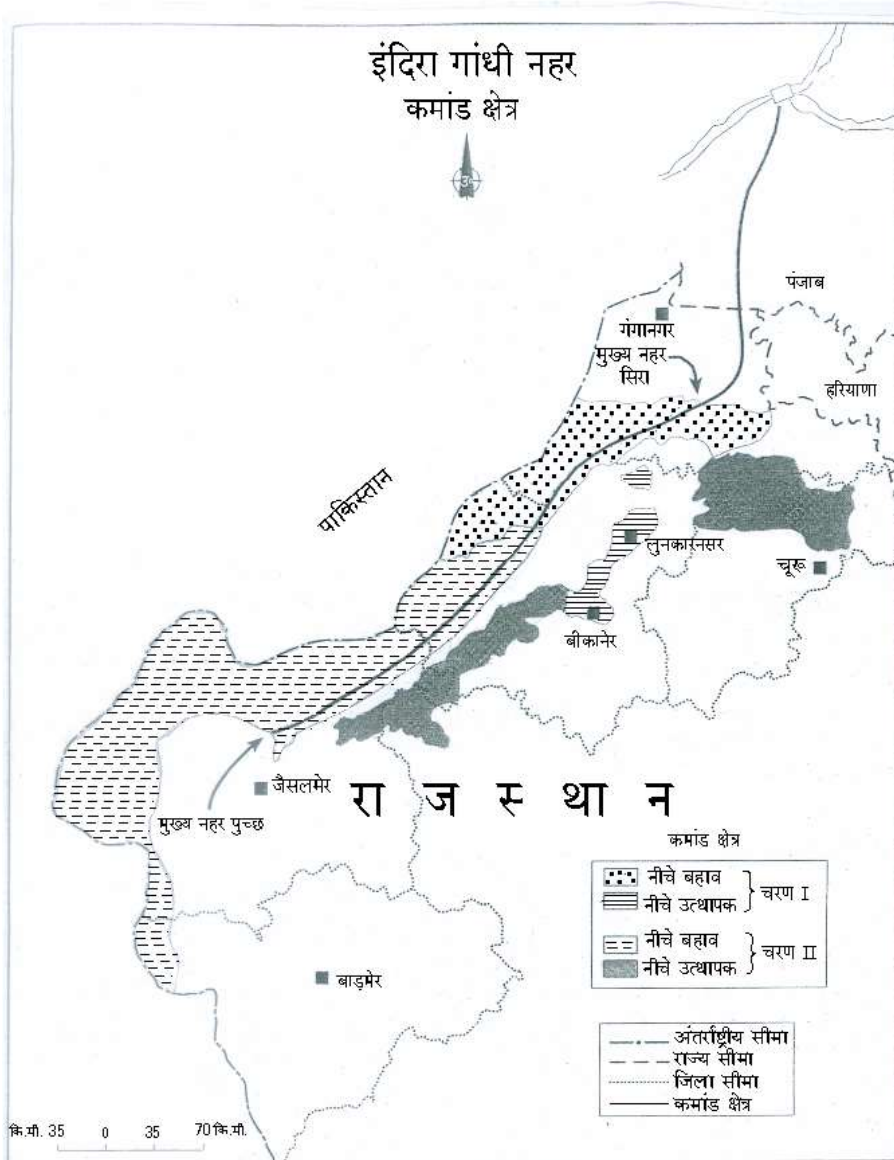 इंदिरा गांधी नहर
कमांड क्षेत्र
उ
पंजाब
गंगानगर
मुख्य नहर
सिरा
हरियाणा
पाकिस्तान
लुनकारनसर
चूरू
बीकानेर
जैसलमेर
राजस्थान
मुख्य नहर पुच्छ
कमांड क्षेत्र
नीचे बहाव
नीचे उत्थापक
चरण I
नीचे बहाव
नीचे उत्थापक
चरण II
बाड़मेर
अंतर्राष्ट्रीय सीमा
राज्य सीमा
जिला सीमा
कमांड क्षेत्र
कि.मी. 35 0 35 70 कि.मी.